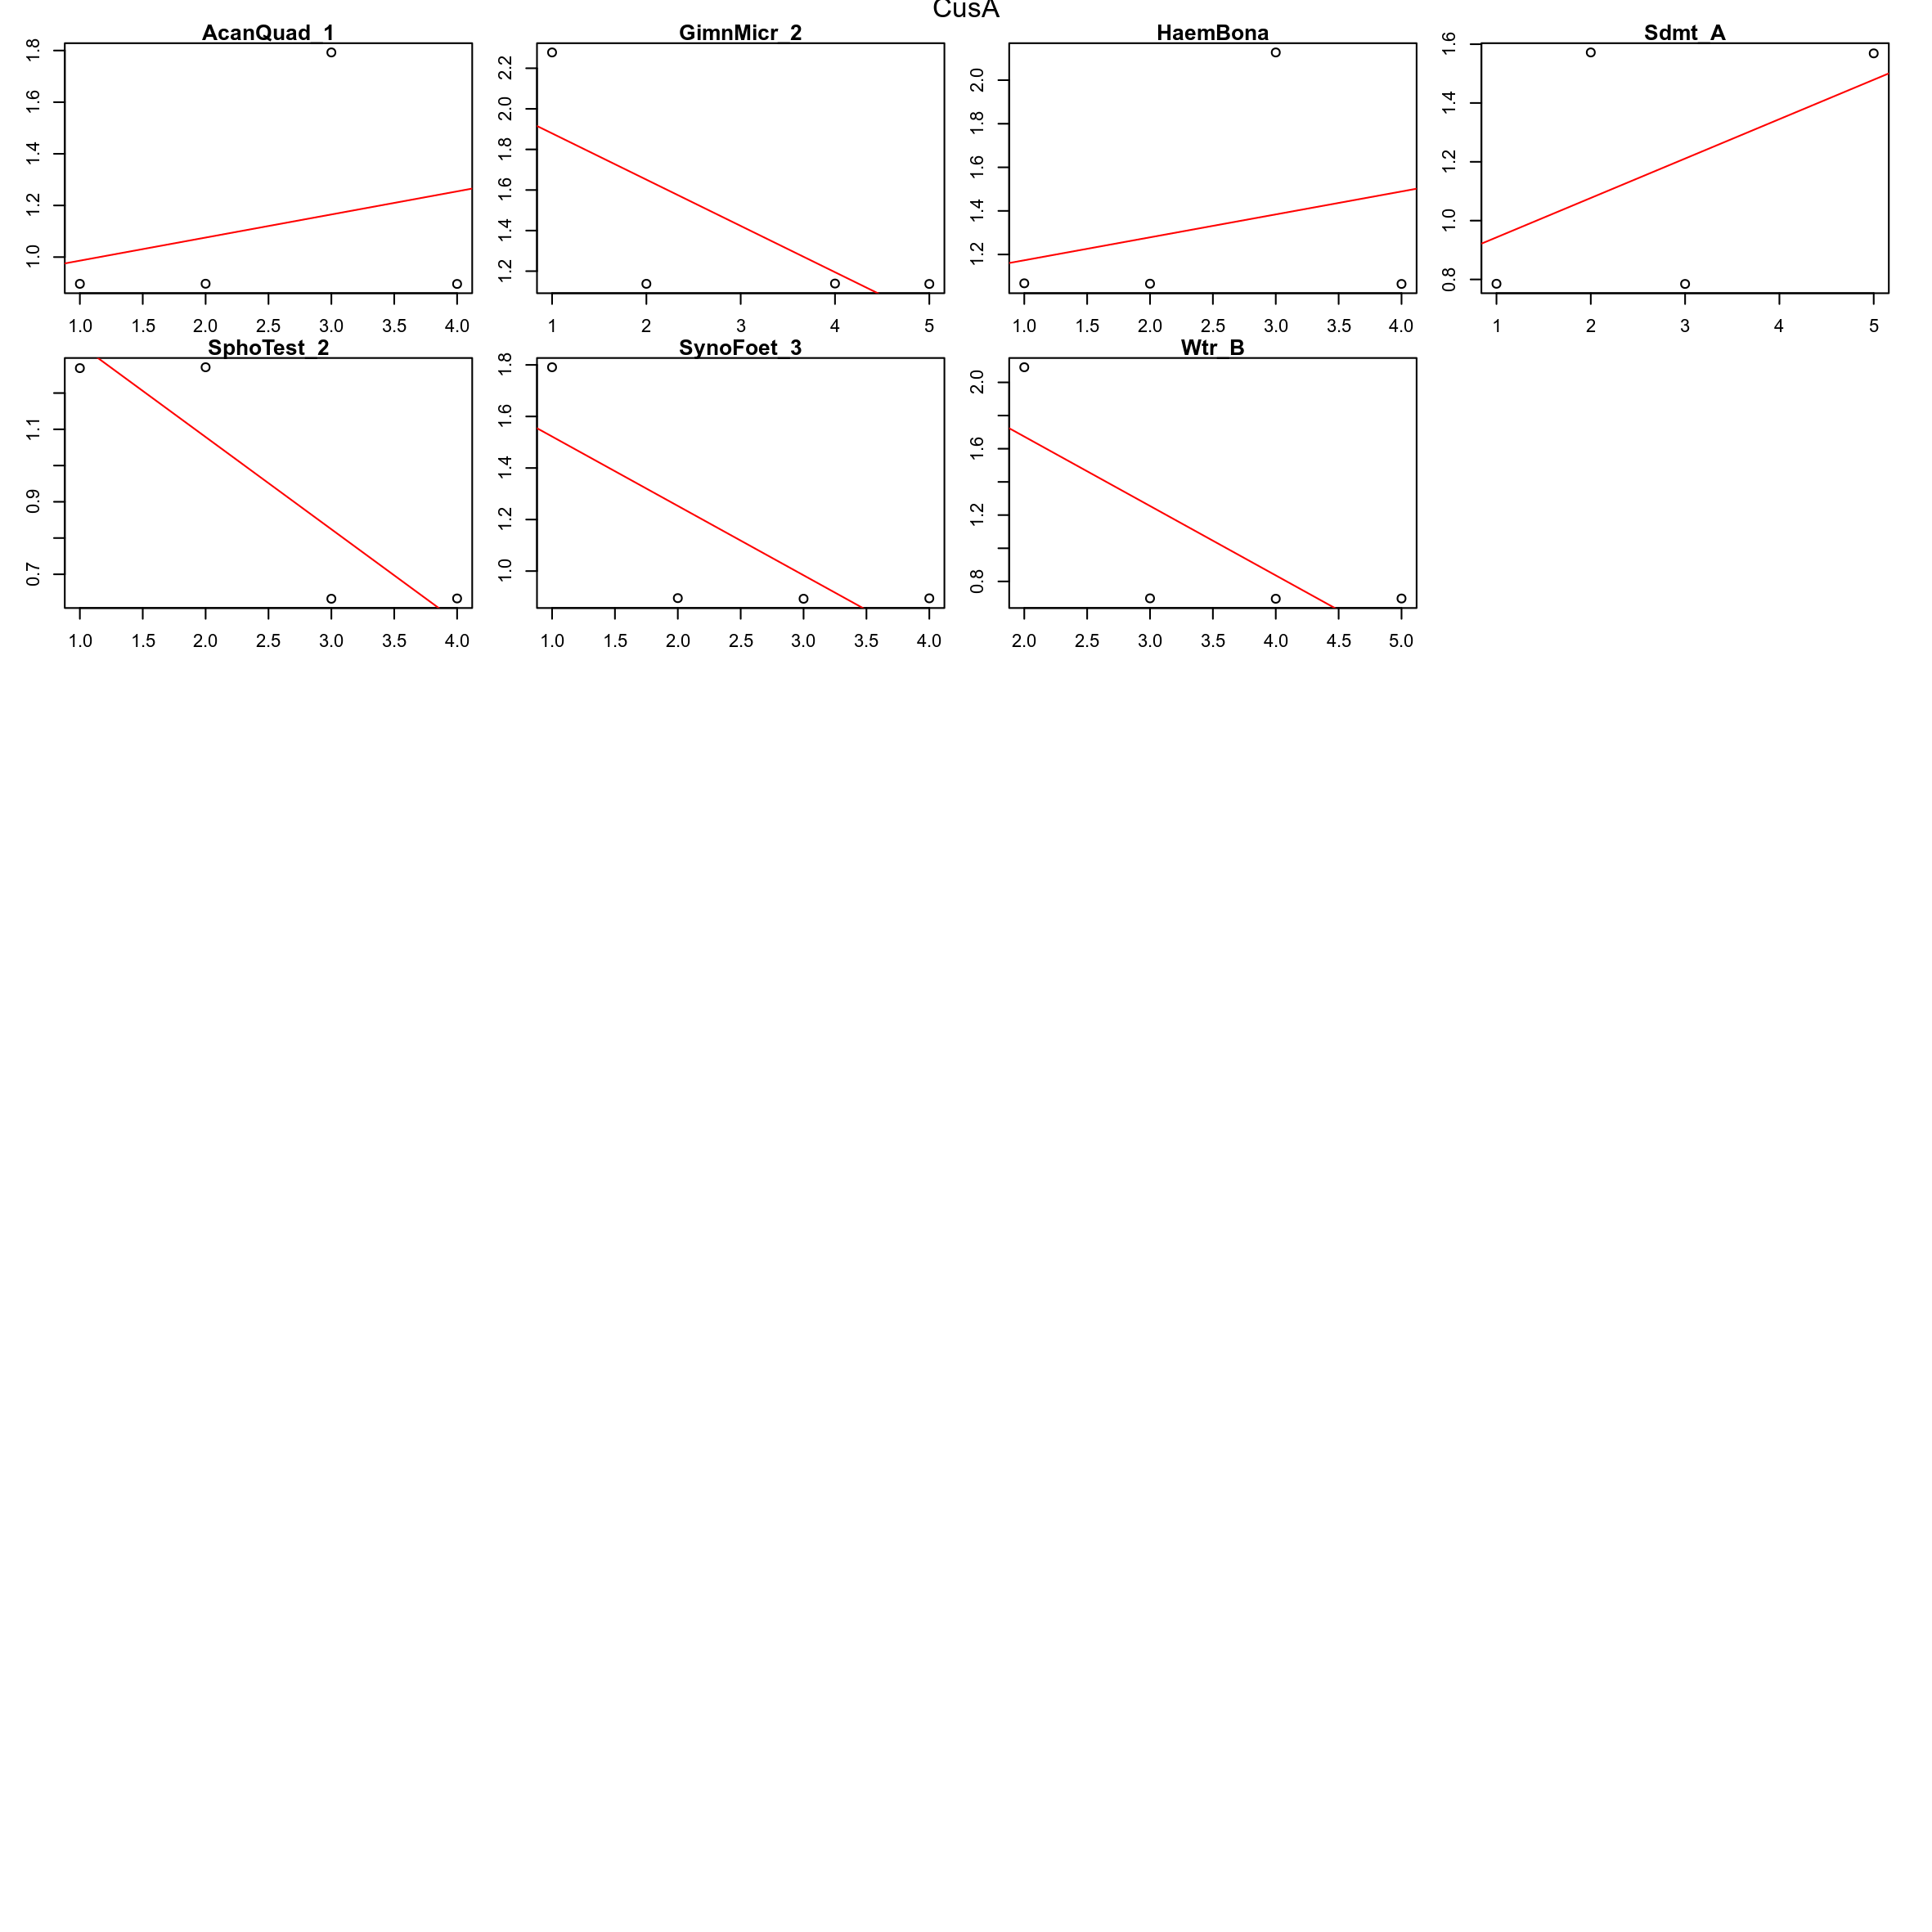 CusA
AcanQuad_1
1.0 1.2 1.4 1.6 1.8
1.0 1.5 2.0 2.5 3.0 3.5 4.0
GimnMicr_2
1.2 1.4 1.6 1.8 2.0 2.2
1 2 3 4 5
HaemBona
1.2 1.4 1.6 1.8 2.0
1.0 1.5 2.0 2.5 3.0 3.5 4.0
Sdmt_A
0.8 1.0 1.2 1.4 1.6
1 2 3 4 5
SphoTest_2
0.7 0.9 1.1
1.0 1.5 2.0 2.5 3.0 3.5 4.0
SynoFoet_3
1.0 1.2 1.4 1.6 1.8
1.0 1.5 2.0 2.5 3.0 3.5 4.0
Wtr_B
0.8 1.2 1.6 2.0
2.0 2.5 3.0 3.5 4.0 4.5 5.0